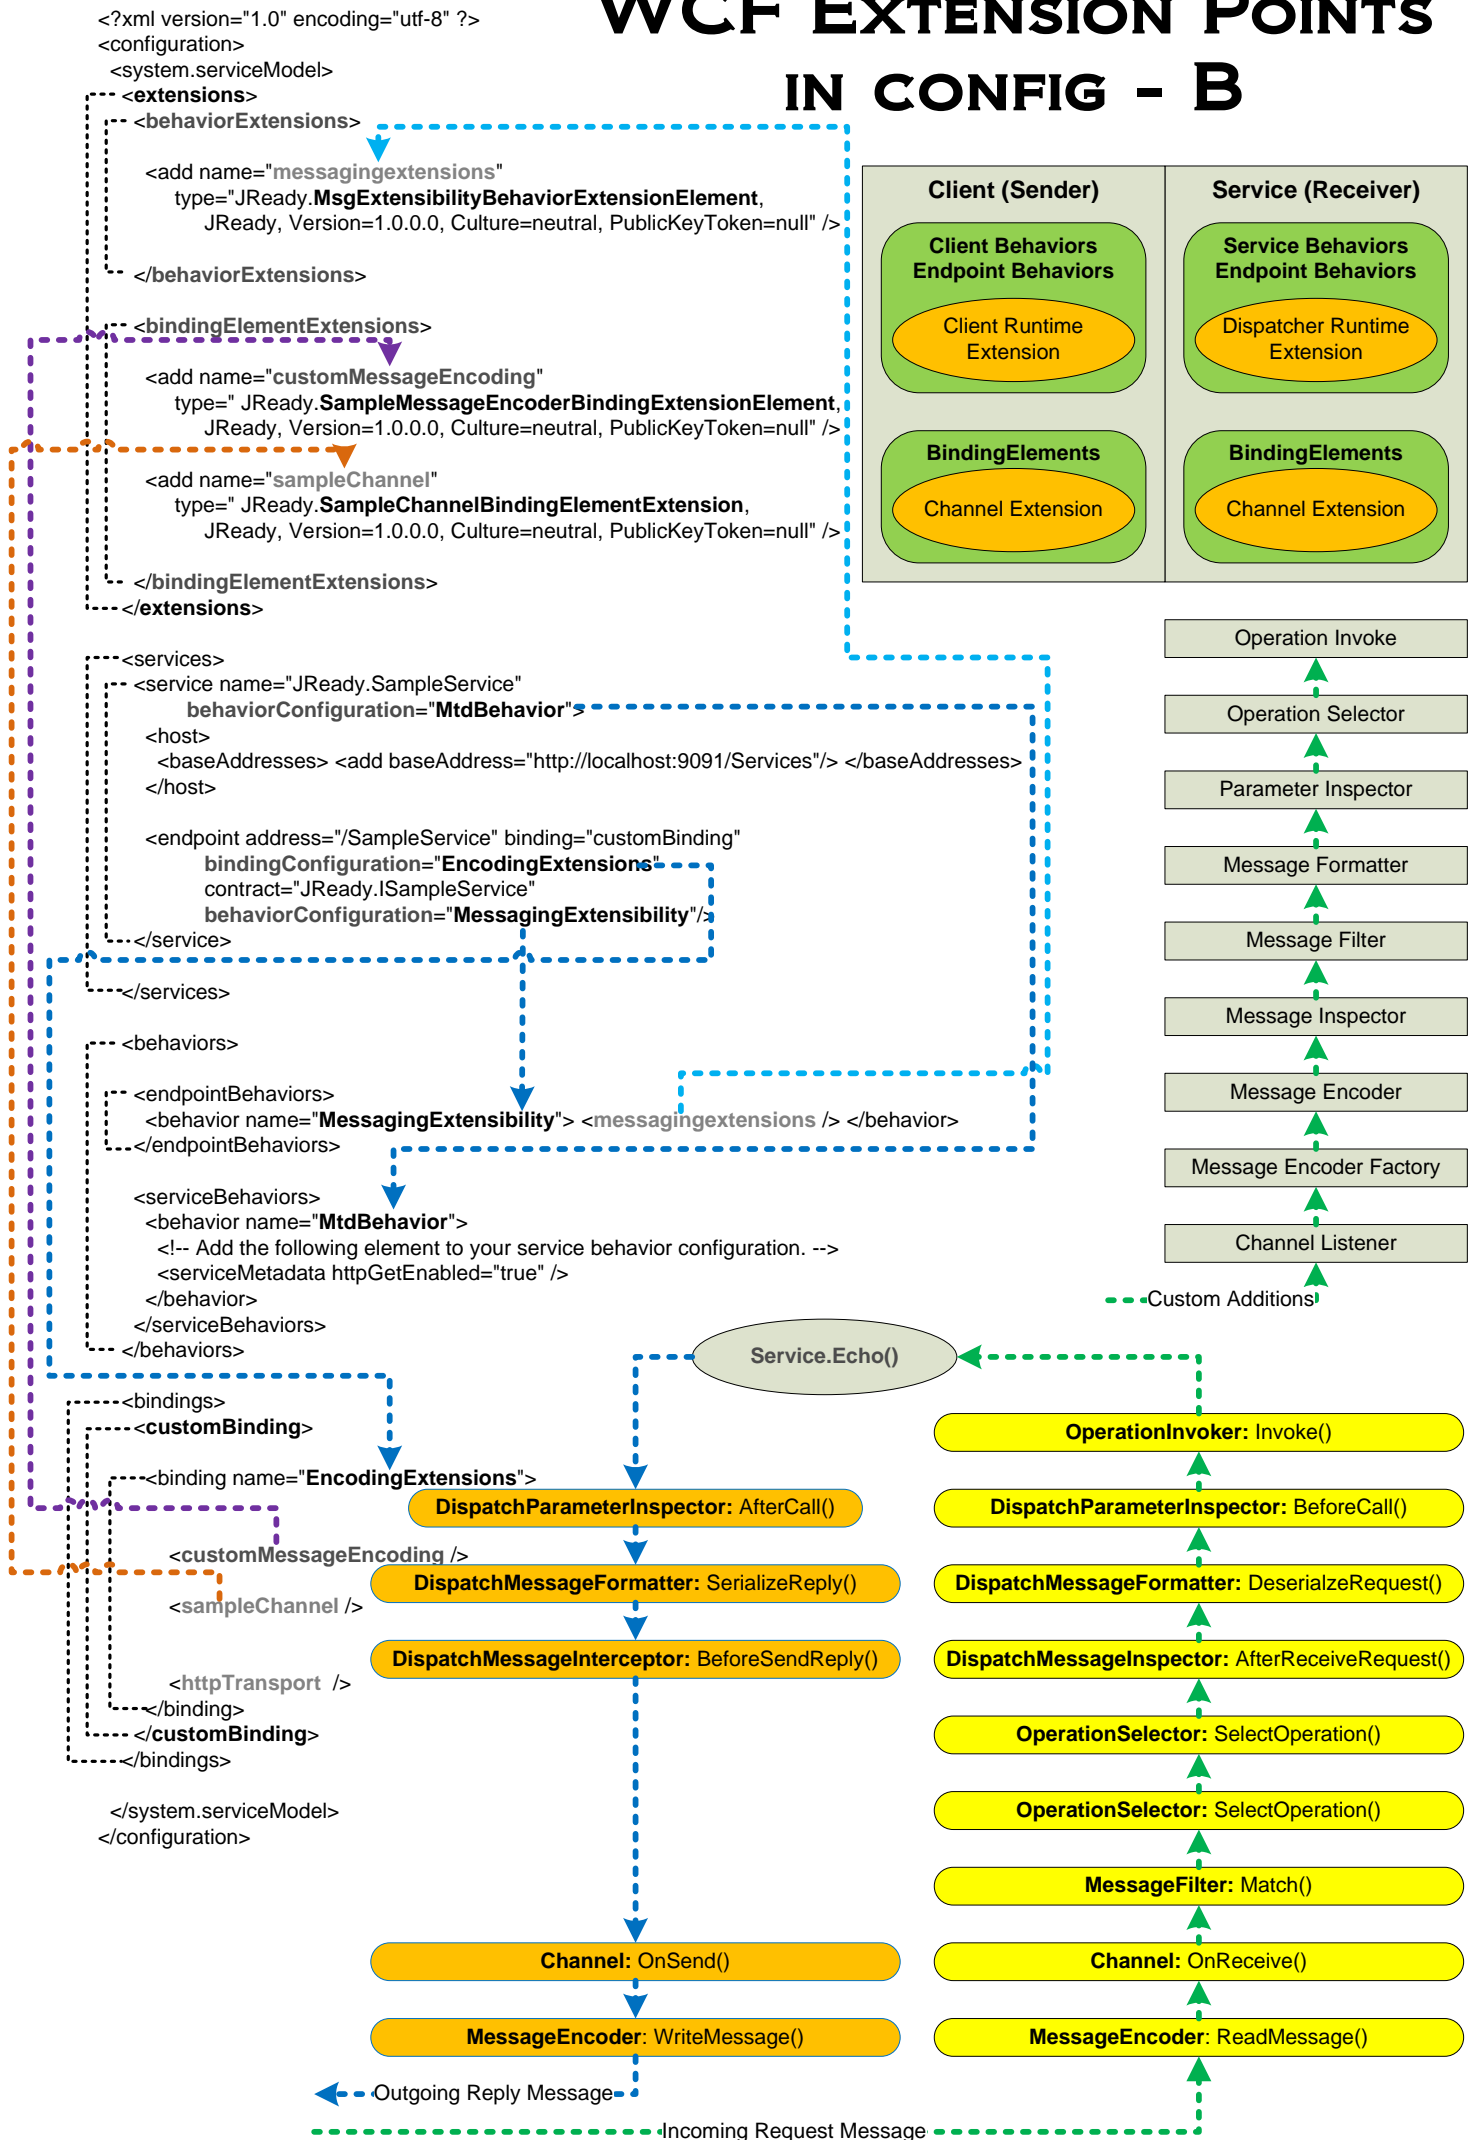 WCF EXTENSION POINTS
IN CONFIG - B
<?xml version="1.0" encoding="utf-8" ?>
<configuration>
<system.serviceModel>
<extensions>
<behaviorExtensions>
<add name="messagingextensions"
type="JReady.MsgExtensibilityBehaviorExtensionElement,
JReady, Version=1.0.0.0, Culture=neutral, PublicKeyToken=null" />
</behaviorExtensions>
<bindingElementExtensions>
<add name="customMessageEncoding"
type=" JReady.SampleMessageEncoderBindingExtensionElement,
JReady, Version=1.0.0.0, Culture=neutral, PublicKeyToken=null" />
<add name="sampleChannel"
type=" JReady.SampleChannelBindingElementExtension,
JReady, Version=1.0.0.0, Culture=neutral, PublicKeyToken=null" />
</bindingElementExtensions>
</extensions>
<services>
<service name="JReady.SampleService"
behaviorConfiguration="MtdBehavior">
<host>
<baseAddresses> <add baseAddress="http://localhost:9091/Services"/> </baseAddresses>
</host>
<endpoint address="/SampleService" binding="customBinding"
bindingConfiguration="EncodingExtensions"
contract="JReady.ISampleService"
behaviorConfiguration="MessagingExtensibility"/>
</service>
</services>
<behaviors>
<endpointBehaviors>
<behavior name="MessagingExtensibility"> <messagingextensions /> </behavior>
</endpointBehaviors>
<serviceBehaviors>
<behavior name="MtdBehavior">
<!-- Add the following element to your service behavior configuration. -->
<serviceMetadata httpGetEnabled="true" />
</behavior>
</serviceBehaviors>
</behaviors>
<bindings>
<customBinding>
<binding name="EncodingExtensions">
<customMessageEncoding />
<sampleChannel />
<httpTransport />
</binding>
</customBinding>
</bindings>
</system.serviceModel>
</configuration>
Client (Sender)
Client Behaviors
Endpoint Behaviors
Client Runtime
Extension
BindingElements
Channel Extension
Service (Receiver)
Service Behaviors
Endpoint Behaviors
Dispatcher Runtime
Extension
BindingElements
Channel Extension
Operation Invoke
Operation Selector
Parameter Inspector
Message Formatter
Message Filter
Message Inspector
Message Encoder
Message Encoder Factory
Channel Listener
Custom Additions
Service.Echo()
DispatchParameterInspector: AfterCall()
DispatchMessageFormatter: SerializeReply()
DispatchMessageInterceptor: BeforeSendReply()
Channel: OnSend()
MessageEncoder: WriteMessage()
Outgoing Reply Message
OperationInvoker: Invoke()
DispatchParameterInspector: BeforeCall()
DispatchMessageFormatter: DeserialzeRequest()
DispatchMessageInspector: AfterReceiveRequest()
OperationSelector: SelectOperation()
OperationSelector: SelectOperation()
MessageFilter: Match()
Channel: OnReceive()
MessageEncoder: ReadMessage()
Incoming Request Message